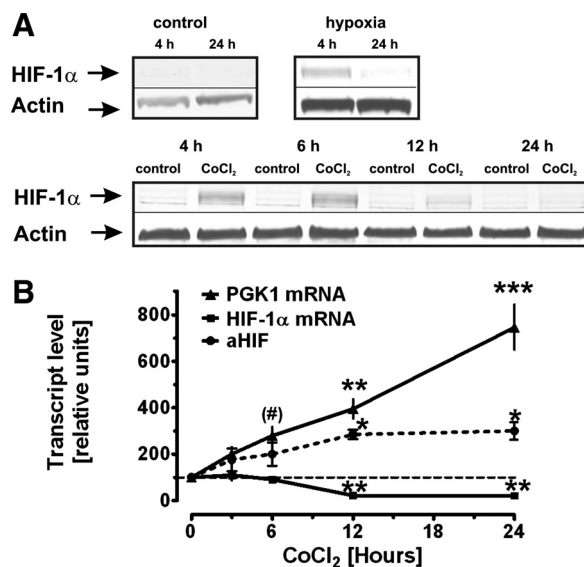 A
control
hypoxia
4 h 24 h
4 h 24 h
HIF-1α
Actin
4 h 6 h 12 h 24 h
control CoCl₂ control CoCl₂ control CoCl₂ control CoCl₂
HIF-1α
Actin
B
PGK1 mRNA
HIF-1α mRNA
aHIF
***
**
(#)
*
*
**
**
Transcript level
[relative units]
800
600
400
200
0
0 6 12 18 24
CoCl₂ [Hours]